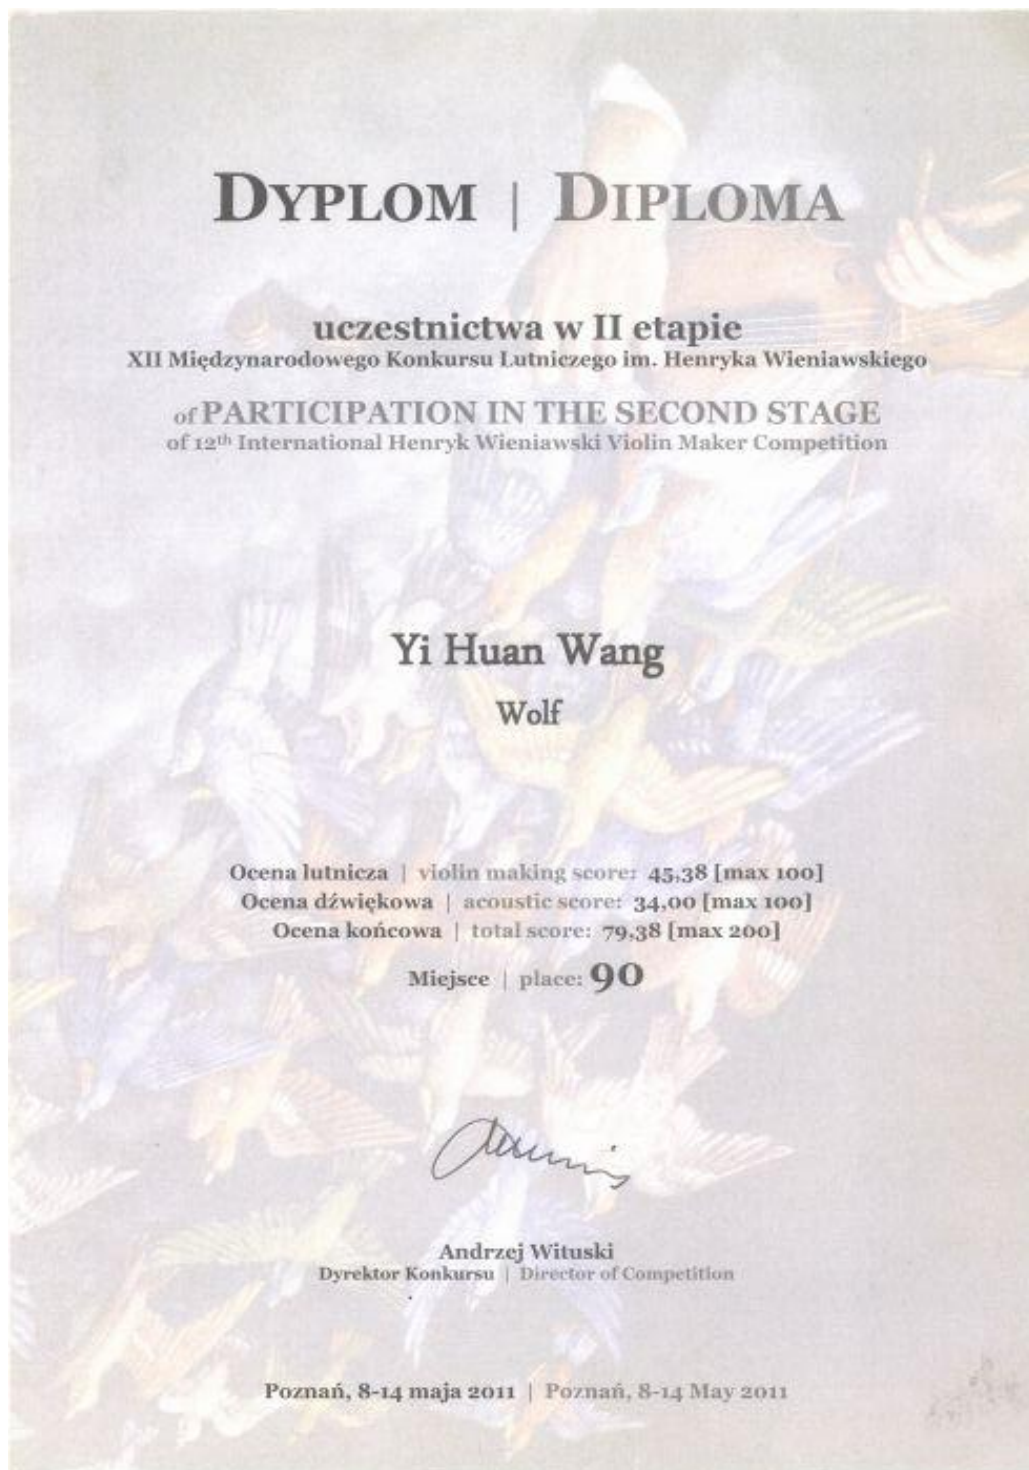 DYPLOM | DIPLOMA
uczestnictwa w II etapie
XII Międzynarodowego Konkursu Lutniczego im. Henryka Wieniawskiego
of PARTICIPATION IN THE SECOND STAGE
of 12th International Henryk Wieniawski Violin Maker Competition
Yi Huan Wang
Wolf
Ocena lutnicza | violin making score: 45,38 [max 100]
Ocena dźwiękowa | acoustic score: 34,00 [max 100]
Ocena końcowa | total score: 79,38 [max 200]
Miejsce | place: 90
Andrzej Wituski
Dyrektor Konkursu | Director of Competition
Poznań, 8-14 maja 2011 | Poznań, 8-14 May 2011